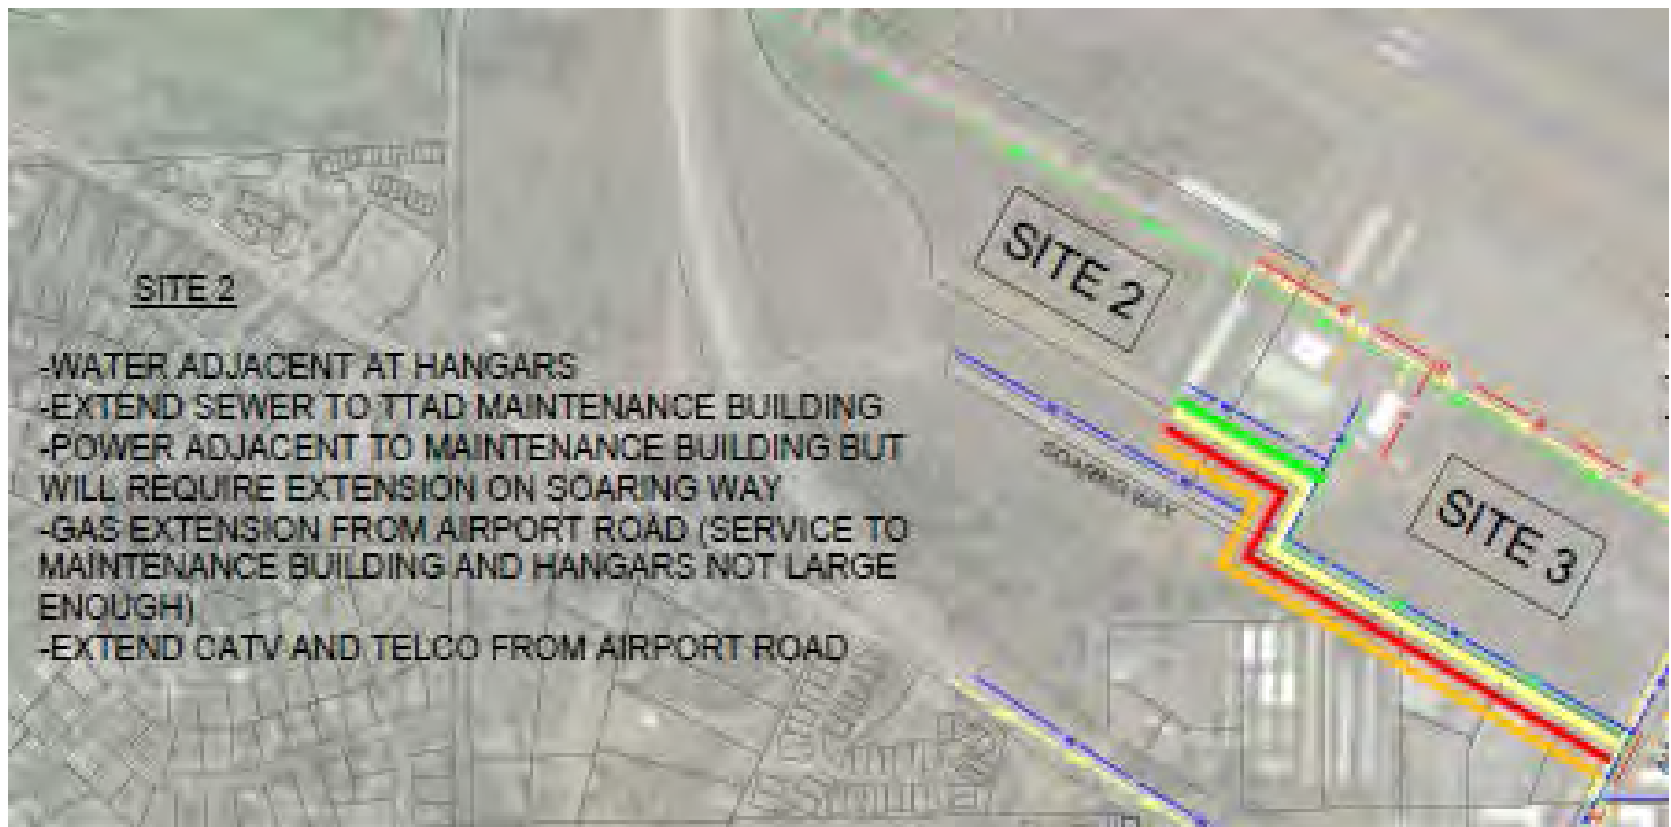 SITE 2
-WATER ADJACENT AT HANGARS
-EXTEND SEWER TO TTAD MAINTENANCE BUILDING
-POWER ADJACENT TO MAINTENANCE BUILDING BUT
WILL REQUIRE EXTENSION ON SOARING WAY
-GAS EXTENSION FROM AIRPORT ROAD (SERVICE TO
MAINTENANCE BUILDING AND HANGARS NOT LARGE
ENOUGH)
-EXTEND CATV AND TELCO FROM AIRPORT ROAD
SITE 2
SOARING WAY
SITE 3